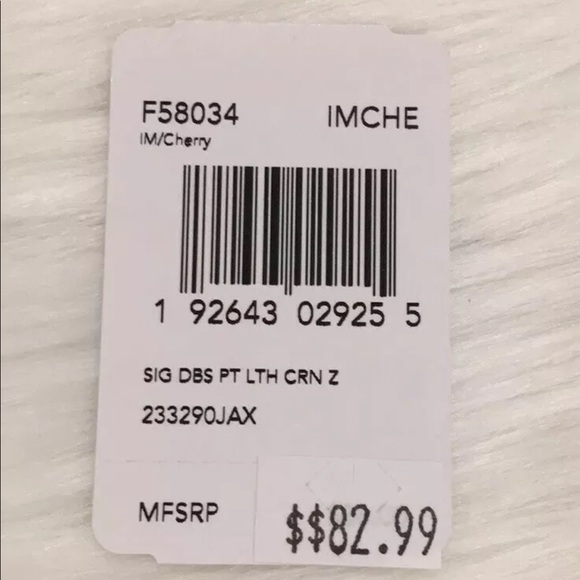 F58034 IMCHE
IM/Cherry
1 92643 02925 5
SIG DBS PT LTH CRN Z
233290JAX
MFSRP $$82.99